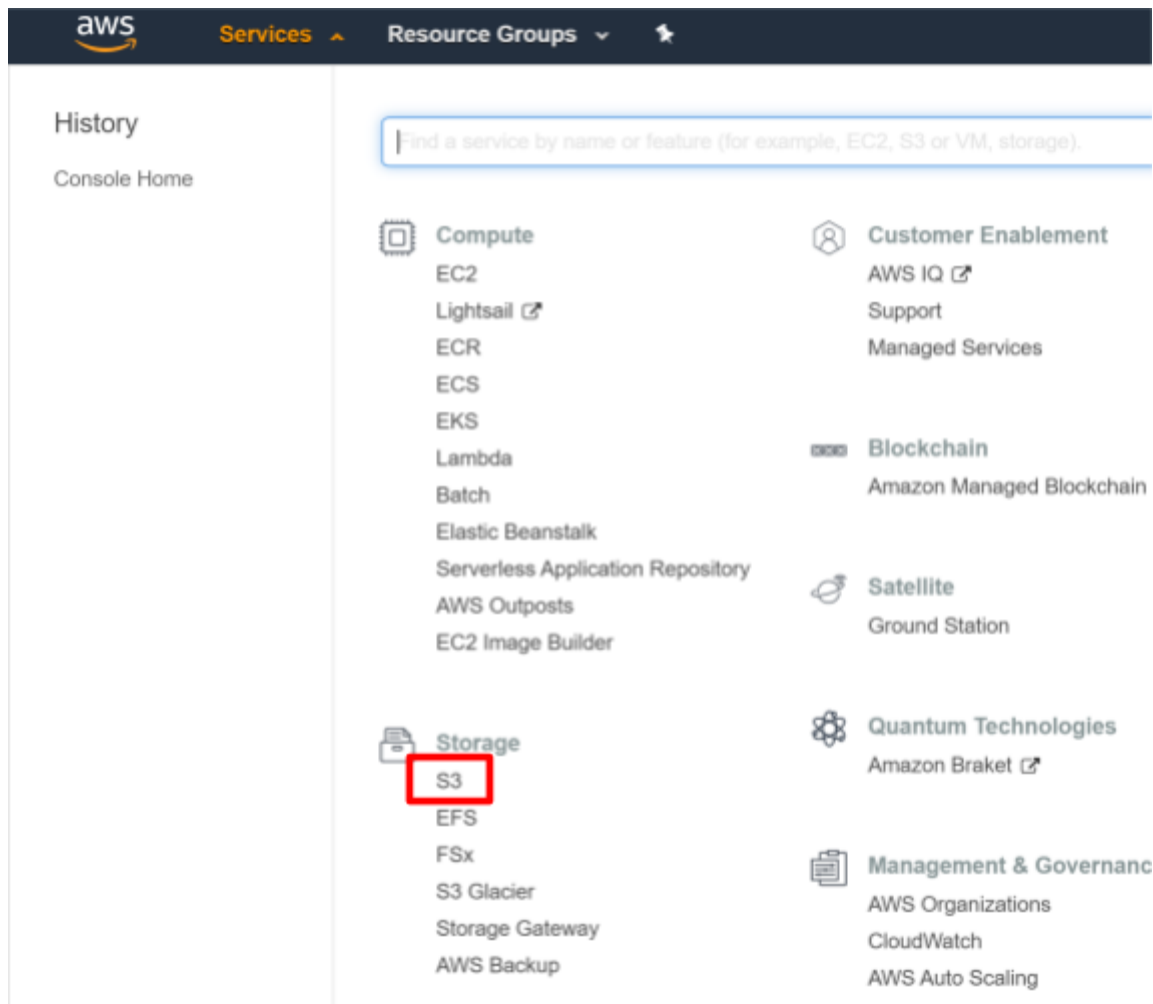 aws Services Resource Groups
History
Console Home
Find a service by name or feature (for example, EC2, S3 or VM, storage).
Compute
EC2
Lightsail
ECR
ECS
EKS
Lambda
Batch
Elastic Beanstalk
Serverless Application Repository
AWS Outposts
EC2 Image Builder
Storage
S3
EFS
FSx
S3 Glacier
Storage Gateway
AWS Backup
Customer Enablement
AWS IQ
Support
Managed Services
Blockchain
Amazon Managed Blockchain
Satellite
Ground Station
Quantum Technologies
Amazon Braket
Management & Governanc
AWS Organizations
CloudWatch
AWS Auto Scaling